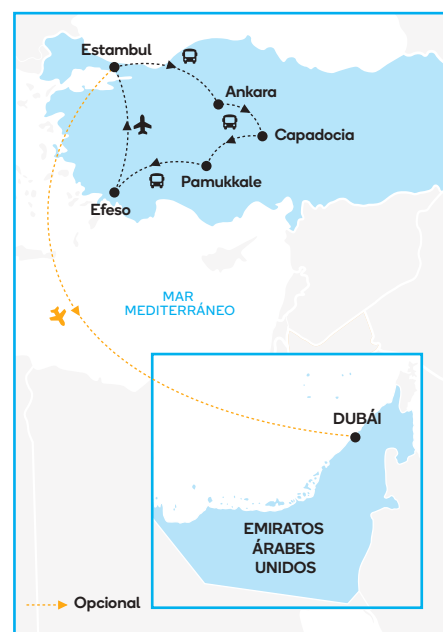 Estambul
Ankara
Capadocia
Pamukkale
Efeso
MAR
MEDITERRÁNEO
DUBÁI
EMIRATOS
ÁRABES
UNIDOS
Opcional